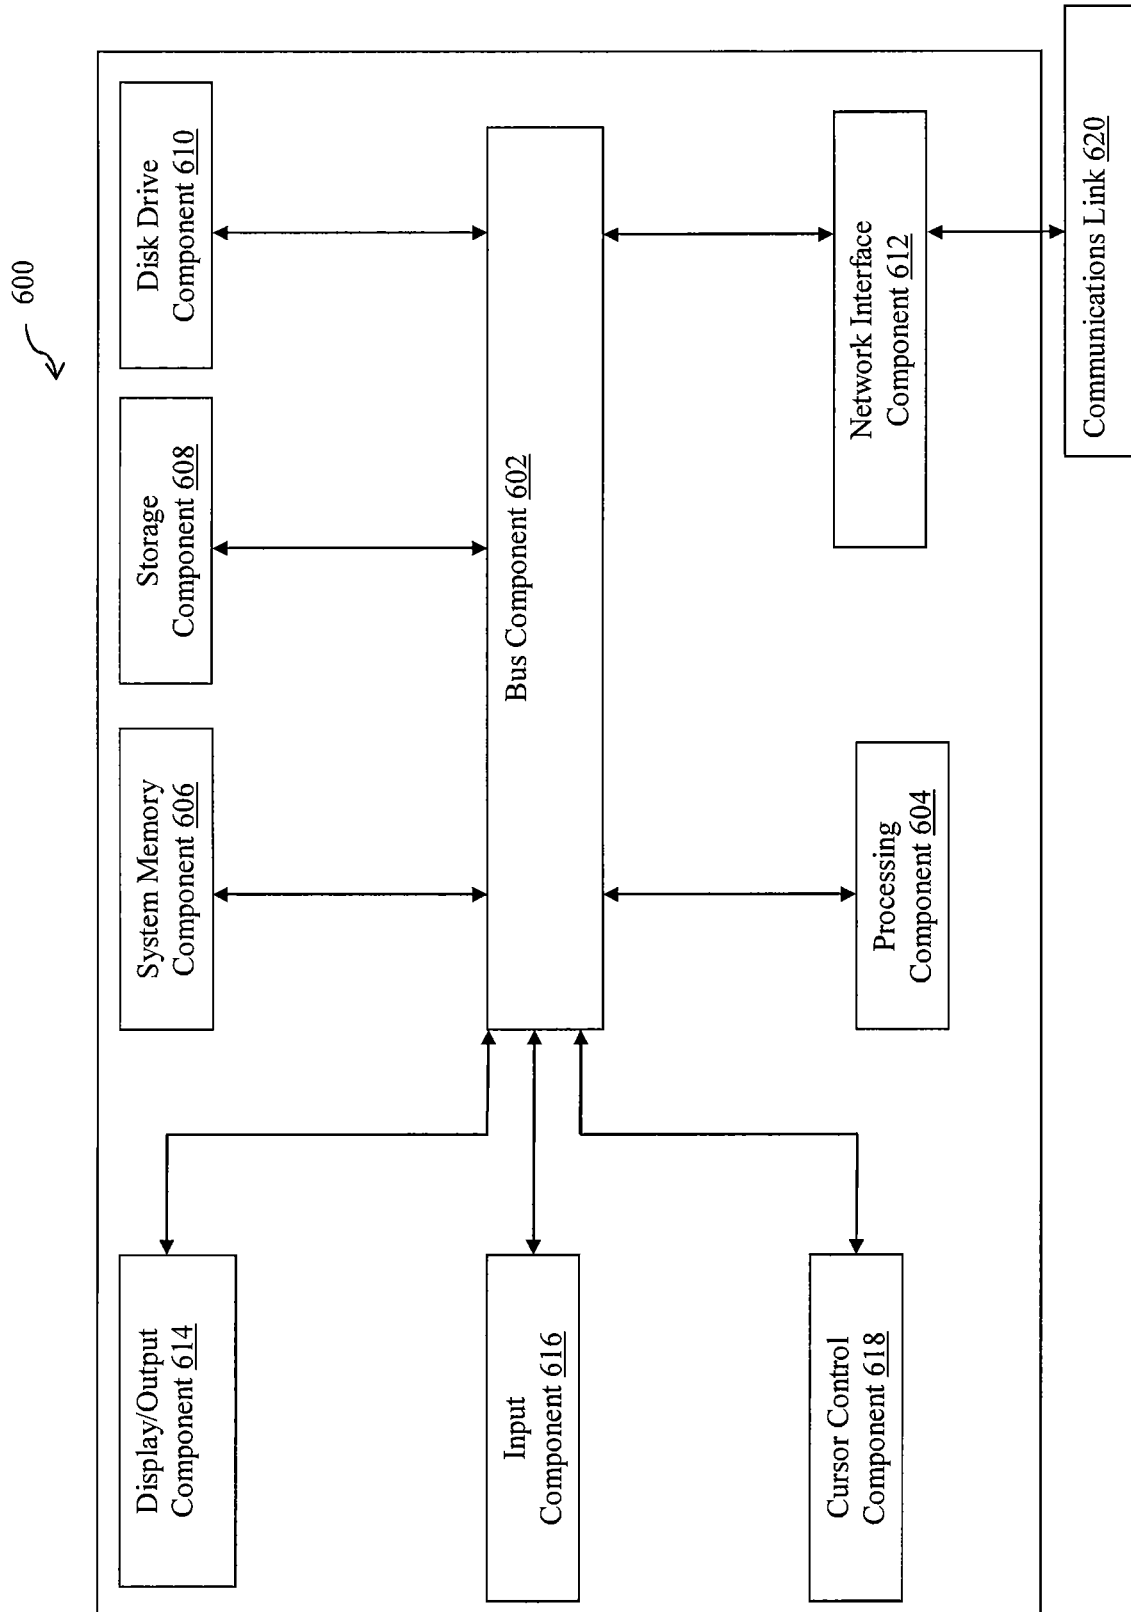 600
Display/Output
Component 614
System Memory
Component 606
Storage
Component 608
Disk Drive
Component 610
Input
Component 616
Bus Component 602
Cursor Control
Component 618
Processing
Component 604
Network Interface
Component 612
Communications Link 620